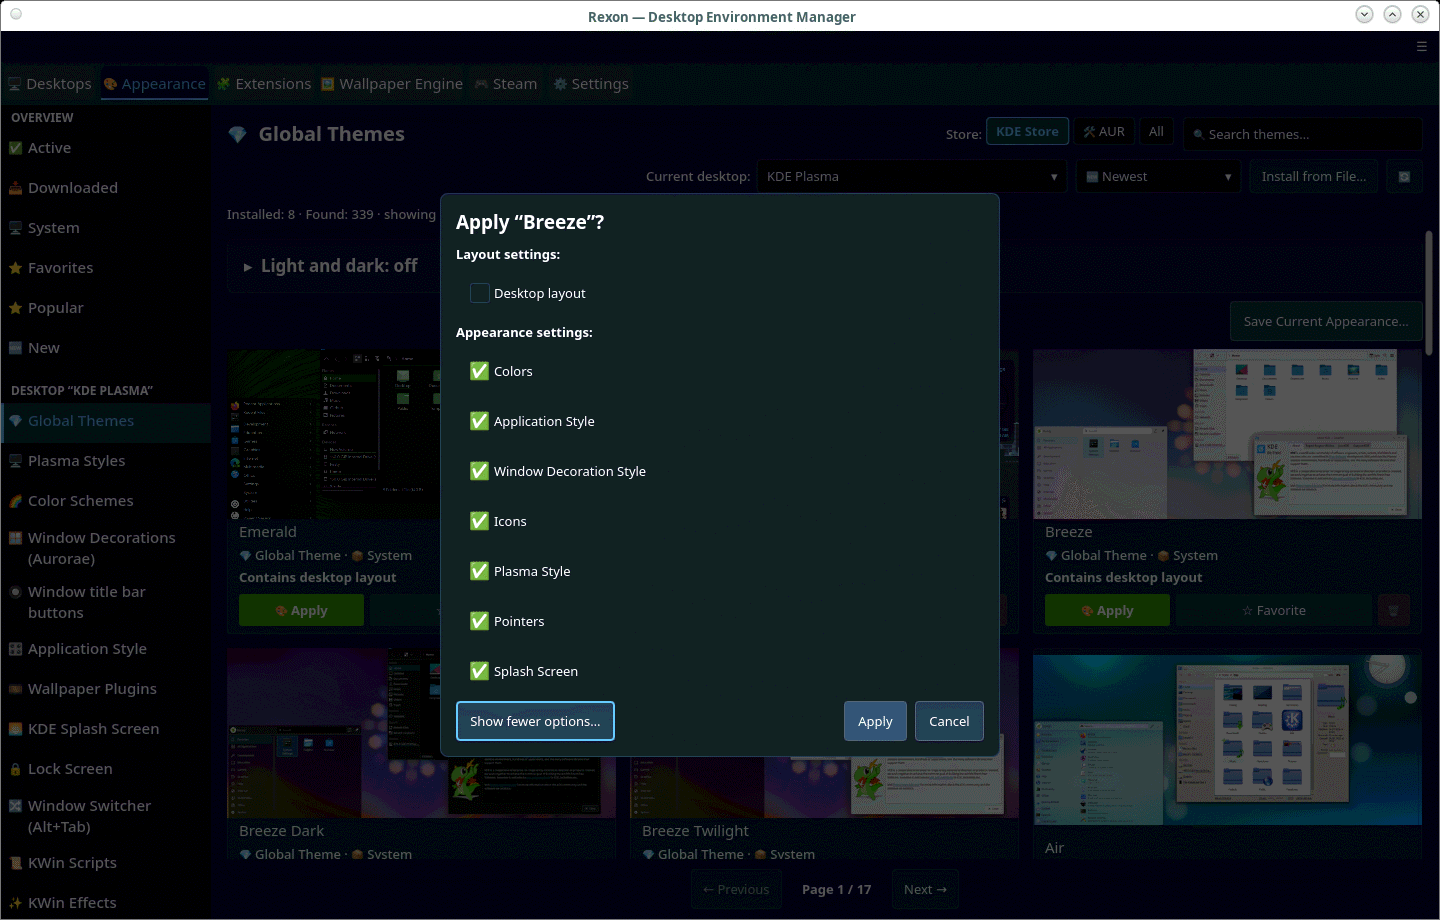 Rexon — Desktop Environment Manager
☰
Desktops Appearance Extensions Wallpaper Engine Steam Settings
OVERVIEW
Active
Downloaded
System
Favorites
Popular
New
DESKTOP “KDE PLASMA”
Global Themes
Plasma Styles
Color Schemes
Window Decorations
(Aurorae)
Window title bar
buttons
Application Style
Wallpaper Plugins
KDE Splash Screen
Lock Screen
Window Switcher
(Alt+Tab)
KWin Scripts
KWin Effects
Global Themes
Store: KDE Store AUR All Search themes...
Current desktop: KDE Plasma ▾ Newest ▾ Install from File...
Installed: 8 · Found: 339 · showing
▸ Light and dark: off
Save Current Appearance...
Apply “Breeze”?
Layout settings:
Desktop layout
Appearance settings:
Colors
Application Style
Window Decoration Style
Icons
Plasma Style
Pointers
Splash Screen
Show fewer options...
Apply
Cancel
Emerald
Global Theme · System
Contains desktop layout
Apply
Breeze
Global Theme · System
Contains desktop layout
Apply ☆ Favorite
Breeze Dark
Global Theme · System
Breeze Twilight
Global Theme · System
Air
← Previous Page 1 / 17 Next →